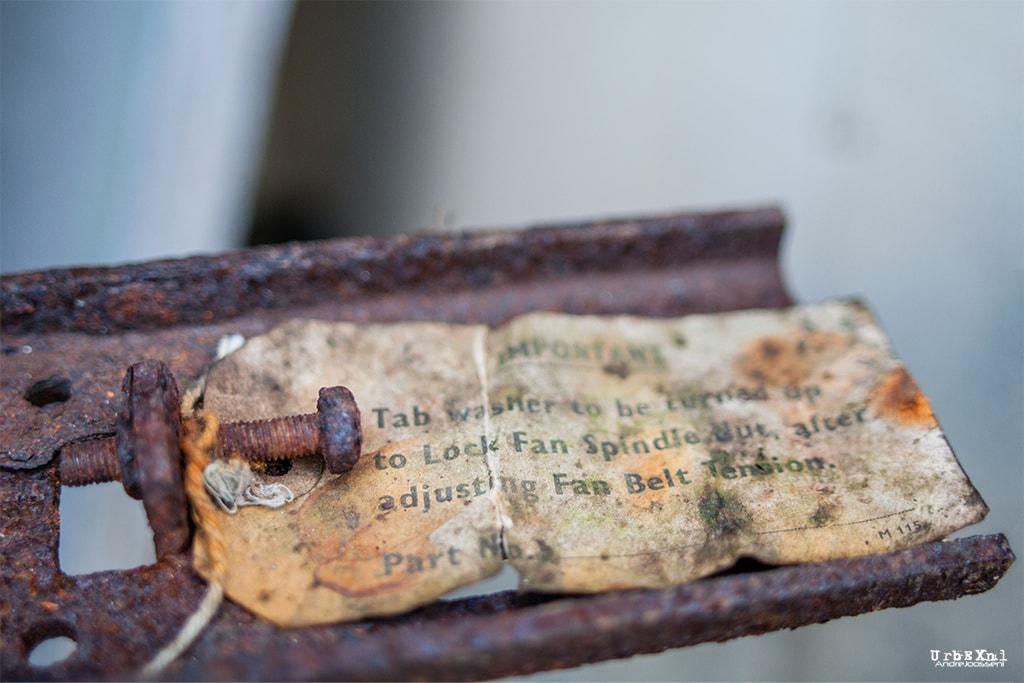 IMPORTANT
Tab washer to be turned up
to Lock Fan Spindle Nut, after
adjusting Fan Belt Tension.
Part No.
M 115
UrbEXnl
AndreJoosseni